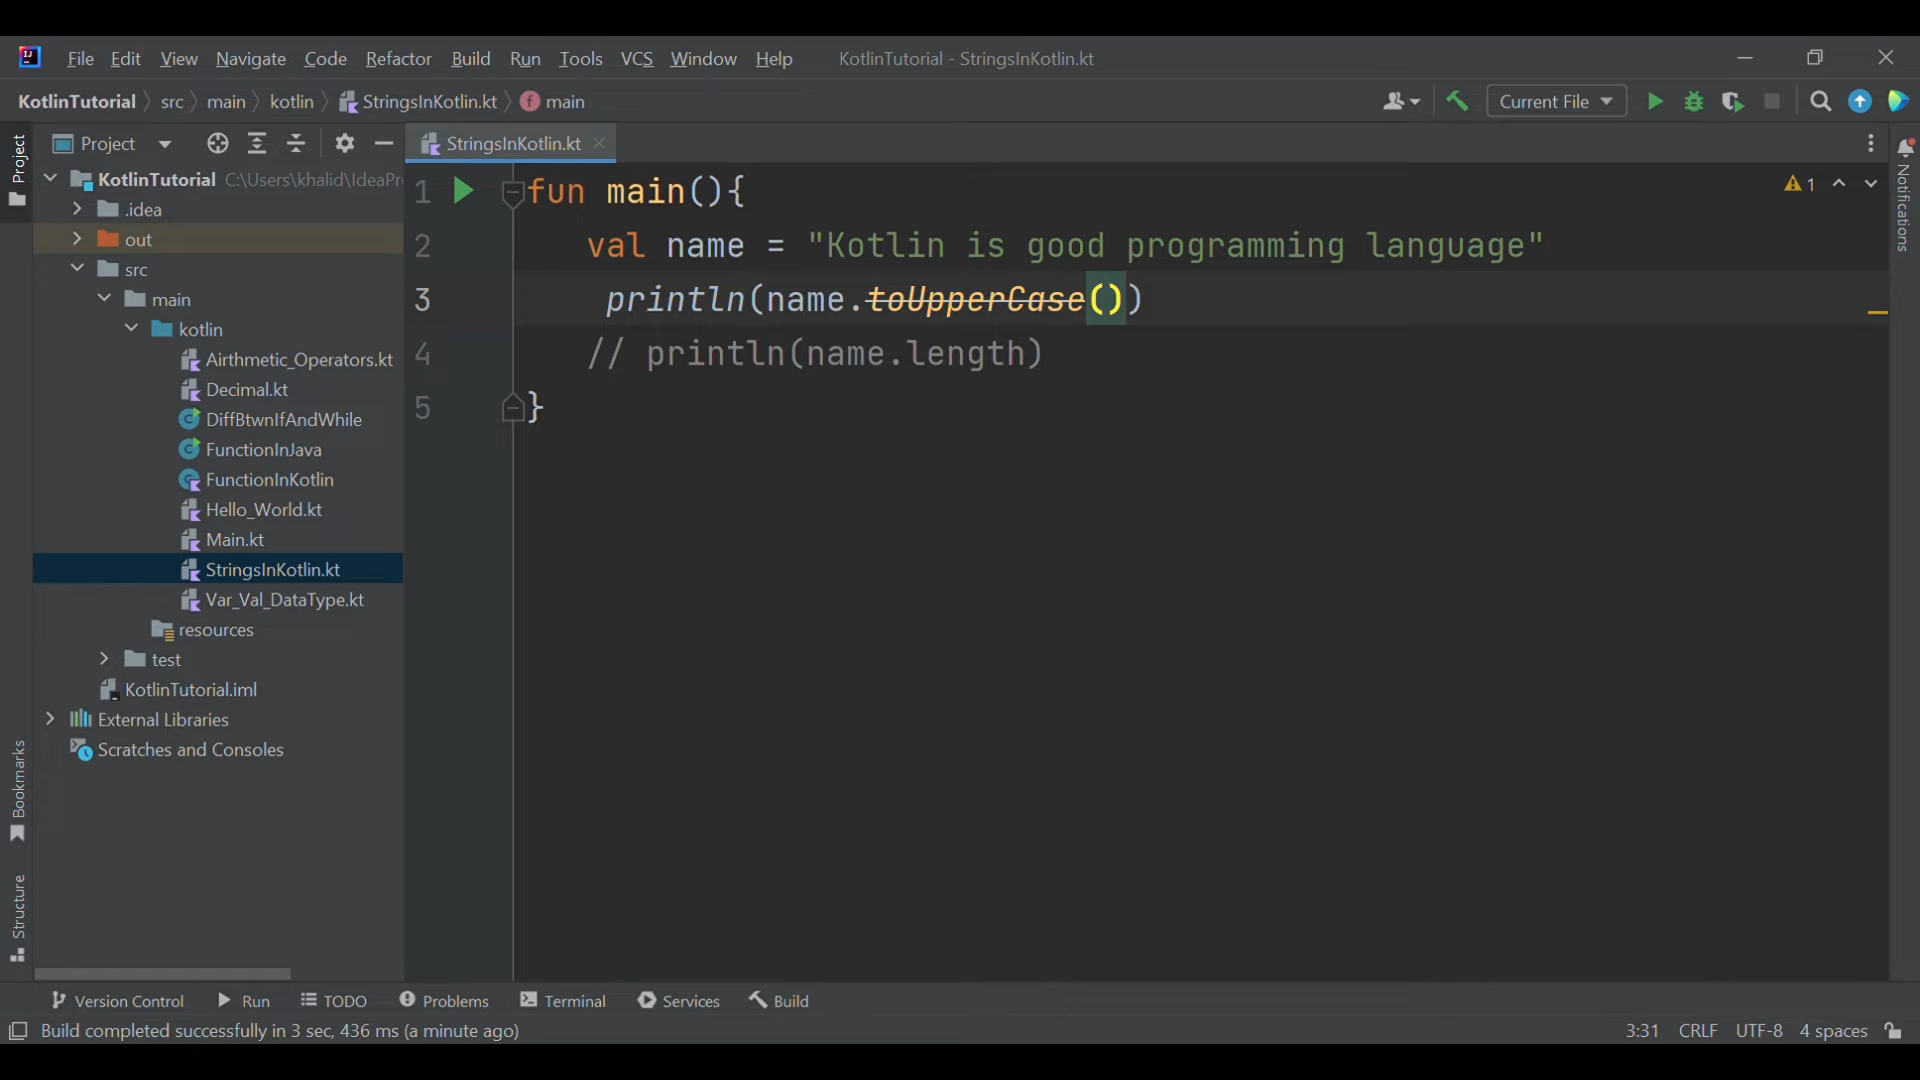 File Edit View Navigate Code Refactor Build Run Tools VCS Window Help KotlinTutorial - StringsInKotlin.kt
KotlinTutorial src main kotlin StringsInKotlin.kt main Current File
Project
StringsInKotlin.kt
Project
KotlinTutorial C:\Users\khalid\IdeaPr
.idea
out
src
main
kotlin
Airthmetic_Operators.kt
Decimal.kt
DiffBtwnIfAndWhile
FunctionInJava
FunctionInKotlin
Hello_World.kt
Main.kt
StringsInKotlin.kt
Var_Val_DataType.kt
resources
test
KotlinTutorial.iml
External Libraries
Scratches and Consoles
Bookmarks
Structure
1 fun main(){
2 val name = "Kotlin is good programming language"
3 println(name.toUpperCase())
4 // println(name.length)
5 }
1
Notifications
Version Control Run TODO Problems Terminal Services Build
Build completed successfully in 3 sec, 436 ms (a minute ago) 3:31 CRLF UTF-8 4 spaces